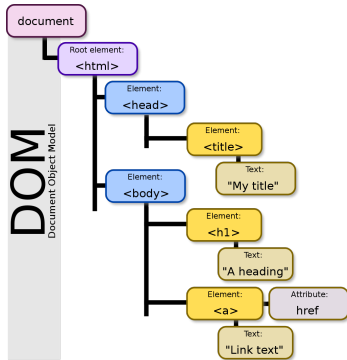 document
Root element:
<html>
Element:
<head>
Element:
<title>
Text:
"My title"
Element:
<body>
Element:
<h1>
Text:
"A heading"
Element:
<a>
Attribute:
href
Text:
"Link text"
DOM
Document Object Model